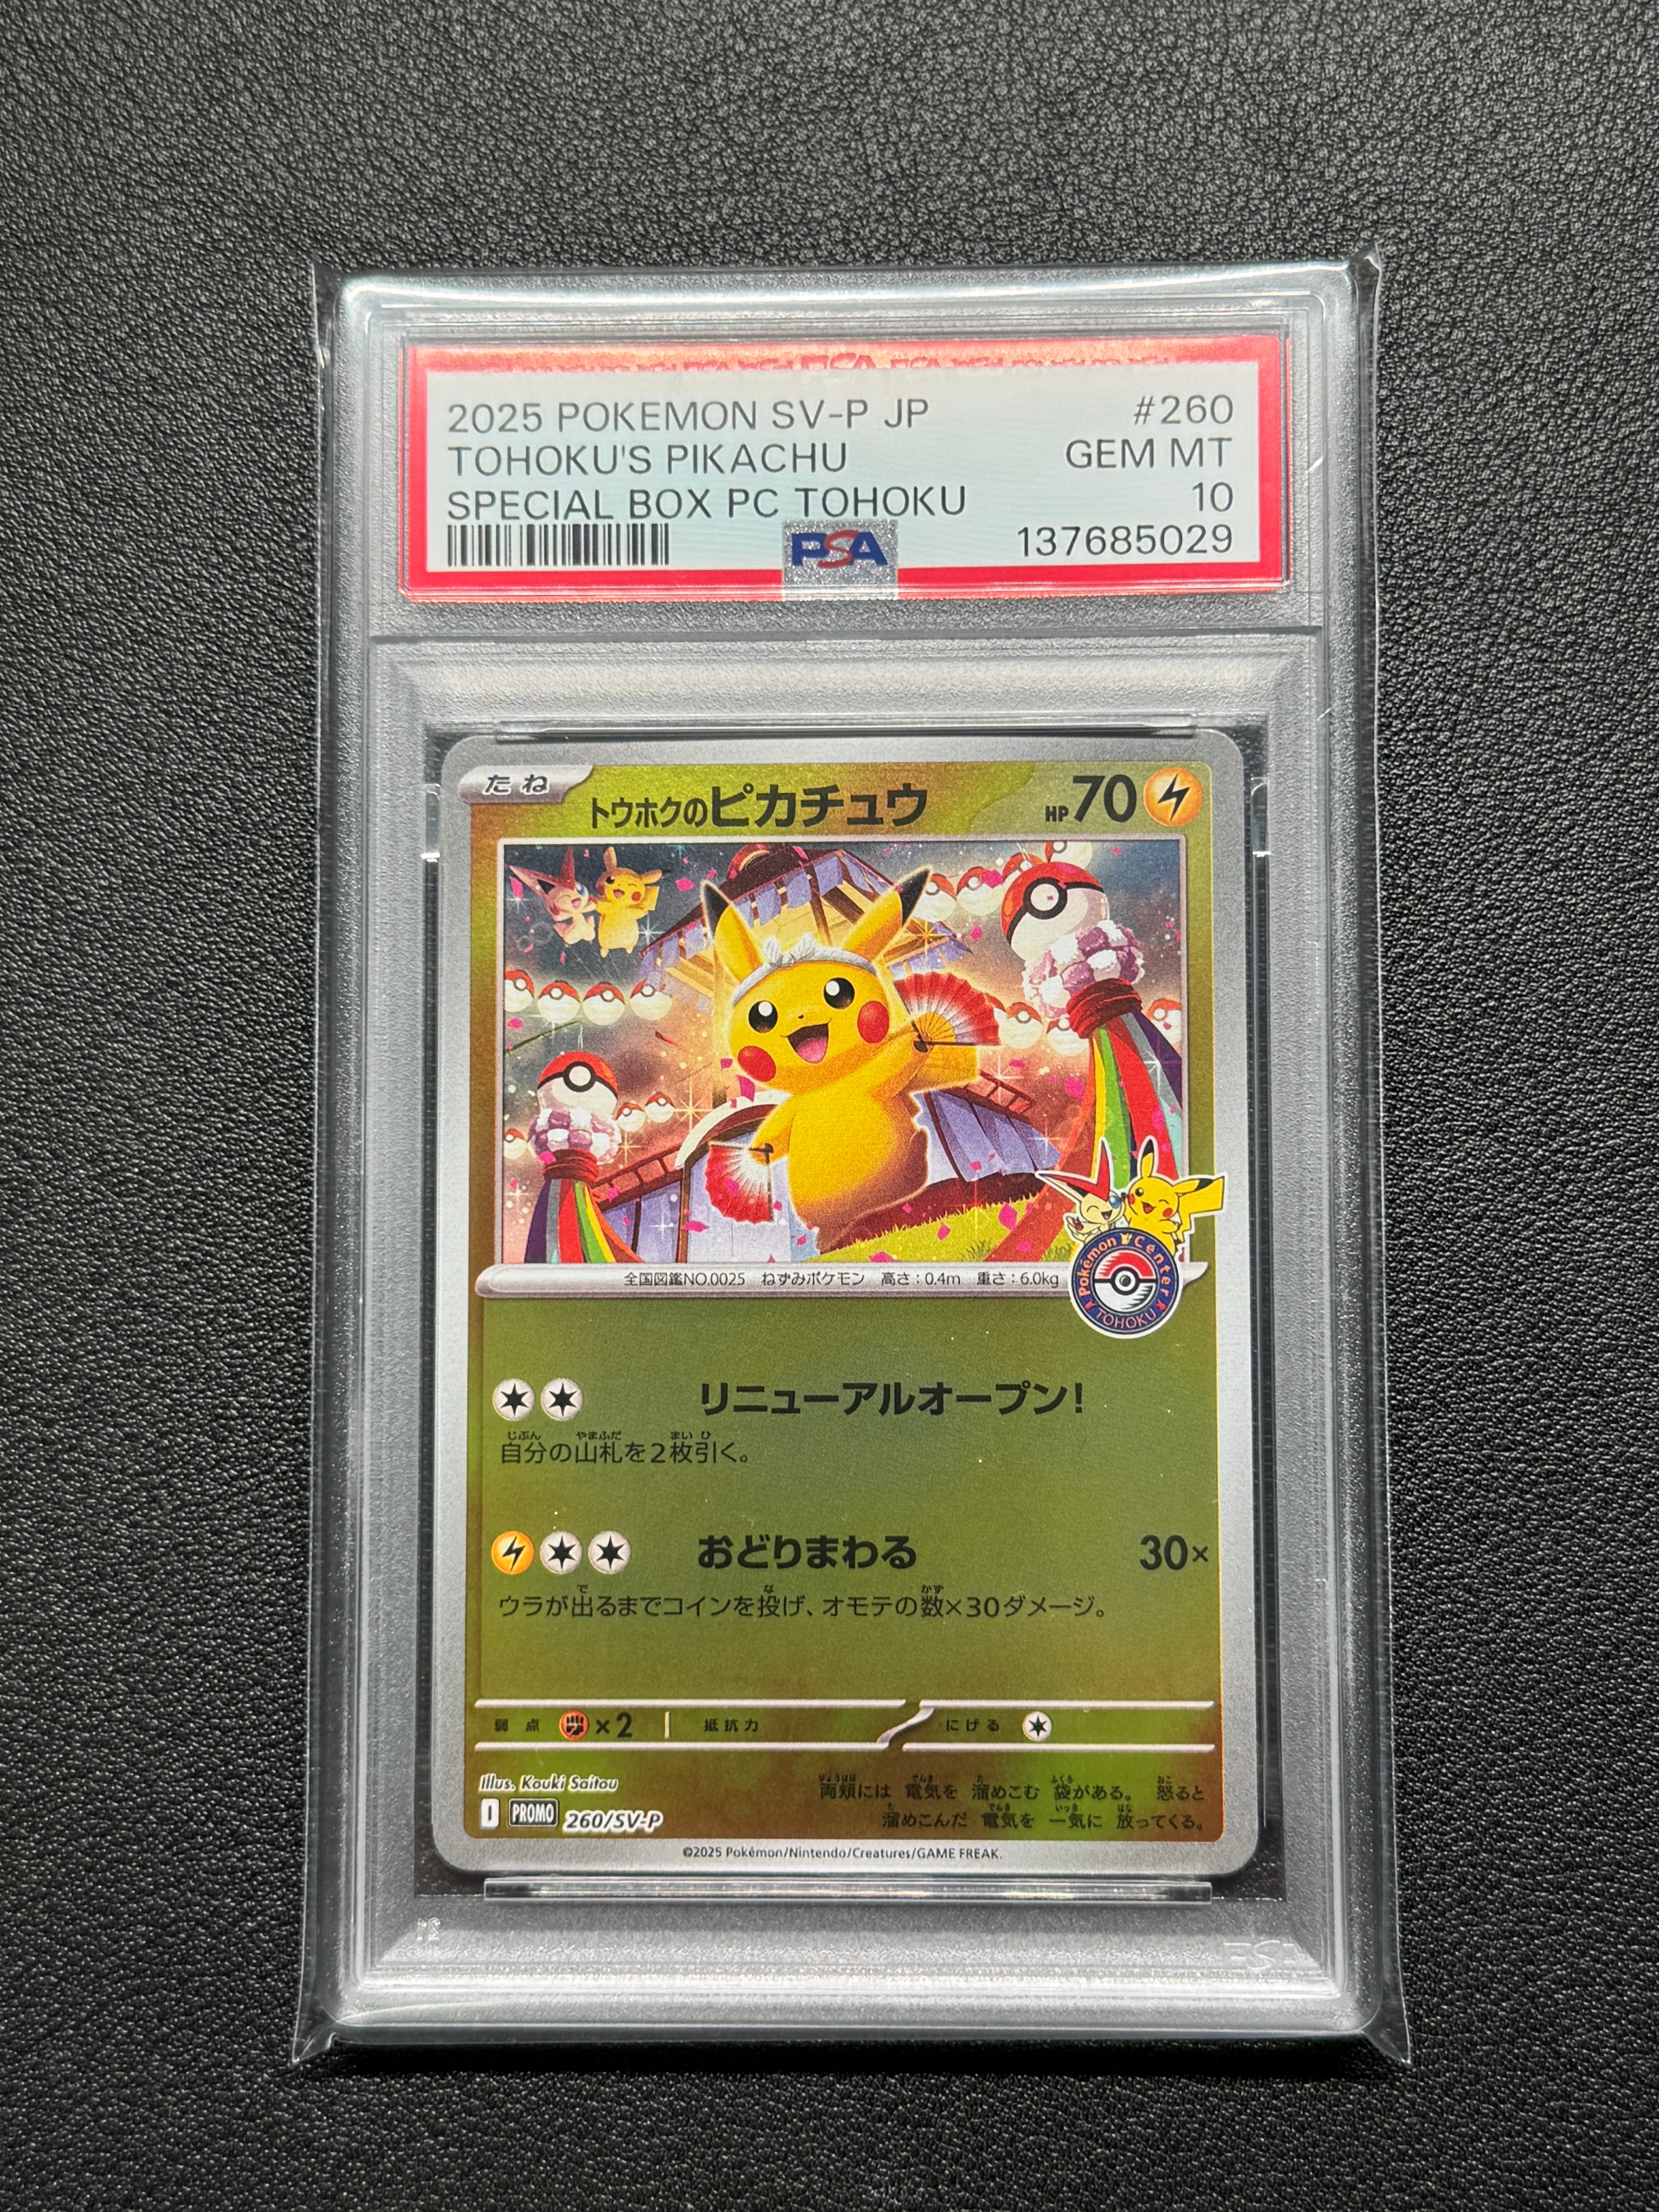 2025 POKEMON SV-P JP #260
TOHOKU'S PIKACHU GEM MT
SPECIAL BOX PC TOHOKU 10
PSA 137685029
たね トウホクのピカチュウ HP70
全国図鑑NO.0025 ねずみポケモン 高さ:0.4m 重さ:6.0kg
Pokémon Center
TOHOKU
リニューアルオープン!
自分の山札を2枚引く。
おどりまわる 30×
ウラが出るまでコインを投げ、オモテの数×30ダメージ。
弱点 ×2 抵抗力 にげる
Illus. Kouki Saitou
I PROMO 260/SV-P
両頬には 電気を 溜めこむ 袋がある。 怒ると
溜めこんだ 電気を 一気に 放ってくる。
©2025 Pokémon/Nintendo/Creatures/GAME FREAK.